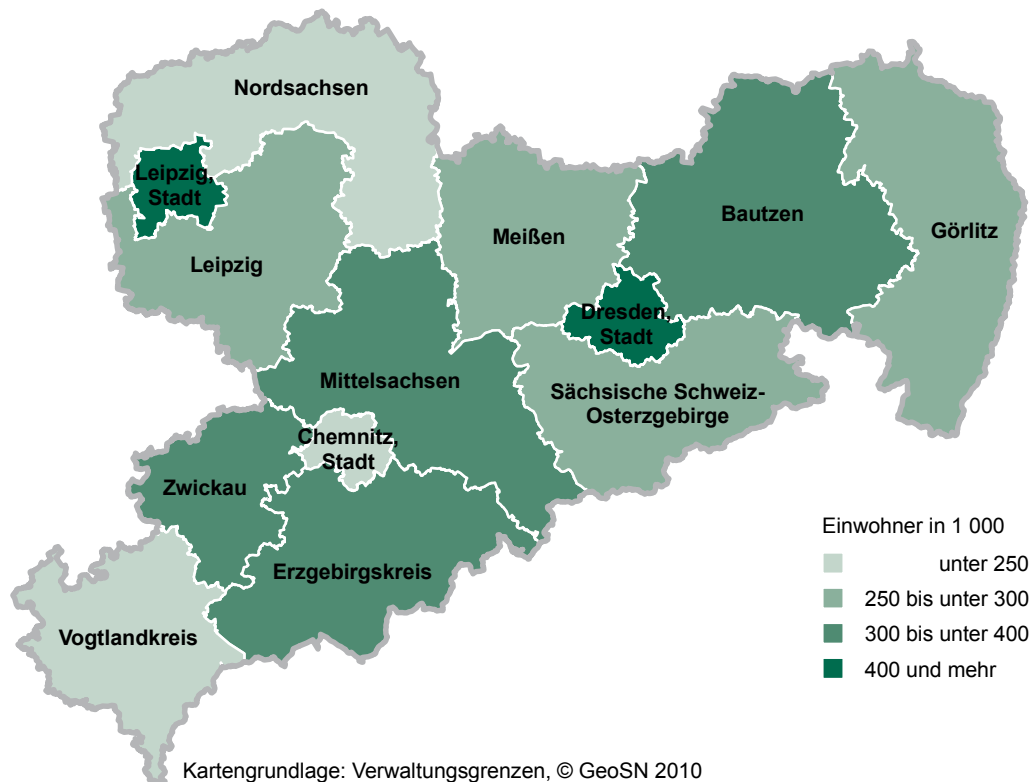 Nordsachsen
Leipzig,
Stadt
Leipzig
Meißen
Bautzen
Görlitz
Dresden,
Stadt
Mittelsachsen
Sächsische Schweiz-
Osterzgebirge
Chemnitz,
Stadt
Zwickau
Erzgebirgskreis
Vogtlandkreis
Einwohner in 1 000
unter 250
250 bis unter 300
300 bis unter 400
400 und mehr
Kartengrundlage: Verwaltungsgrenzen, © GeoSN 2010